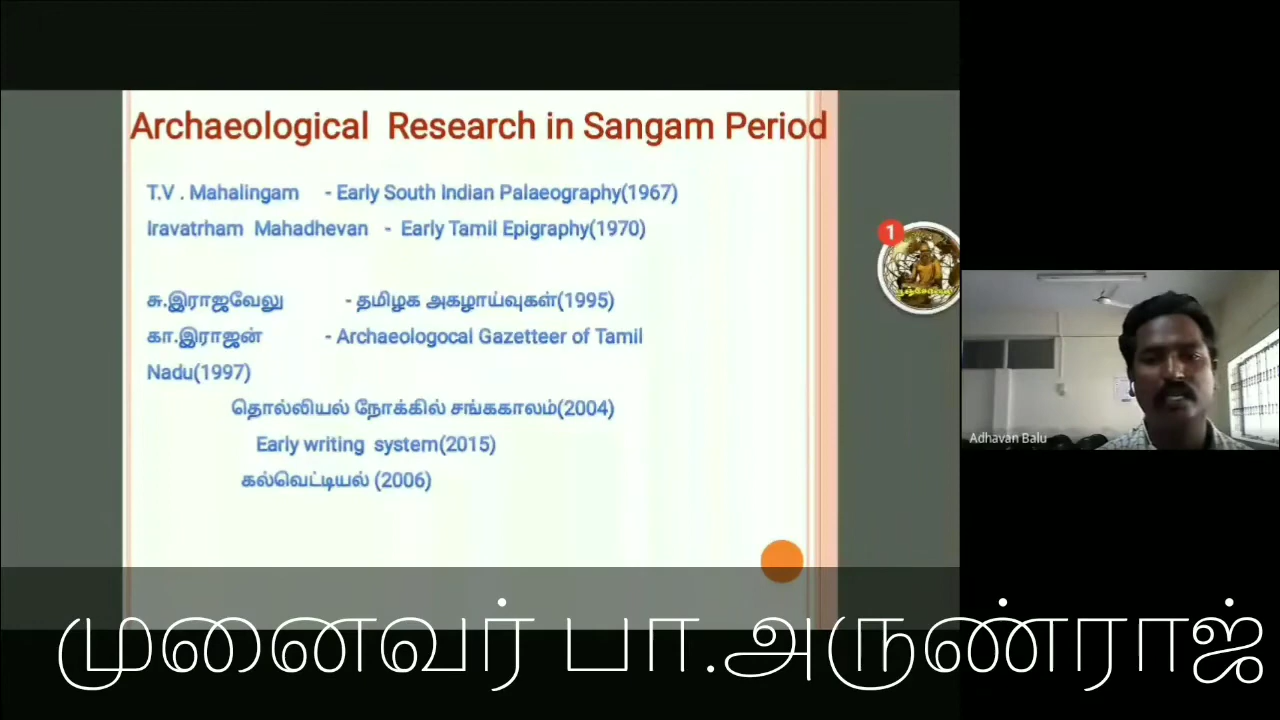 Archaeological Research in Sangam Period
T.V . Mahalingam - Early South Indian Palaeography(1967)
Iravatrham Mahadhevan - Early Tamil Epigraphy(1970)
சு.இராஜவேலு - தமிழக அகழாய்வுகள்(1995)
கா.இராஜன் - Archaeologocal Gazetteer of Tamil
Nadu(1997)
தொல்லியல் நோக்கில் சங்ககாலம்(2004)
Early writing system(2015)
கல்வெட்டியல் (2006)
1
Adhavan Balu
முனைவர் பா.அருண்ராஜ்